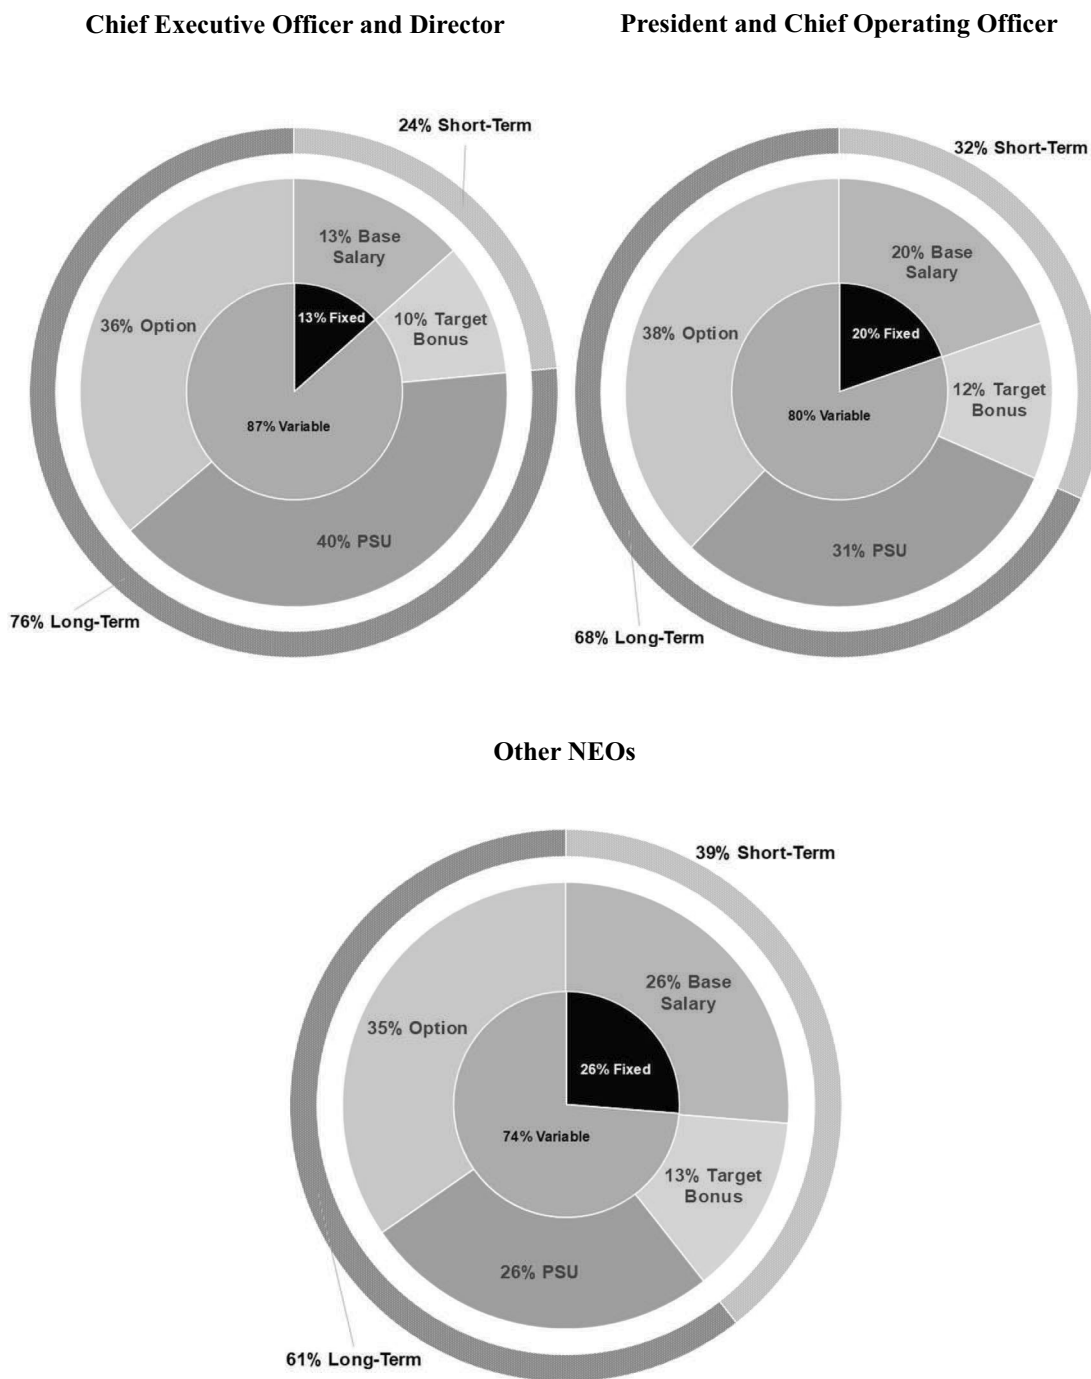 Chief Executive Officer and Director
President and Chief Operating Officer
24% Short-Term
13% Base
Salary
36% Option
13% Fixed
10% Target
Bonus
87% Variable
40% PSU
76% Long-Term
32% Short-Term
20% Base
Salary
38% Option
20% Fixed
12% Target
Bonus
80% Variable
31% PSU
68% Long-Term
Other NEOs
39% Short-Term
26% Base
Salary
35% Option
26% Fixed
74% Variable
13% Target
Bonus
26% PSU
61% Long-Term